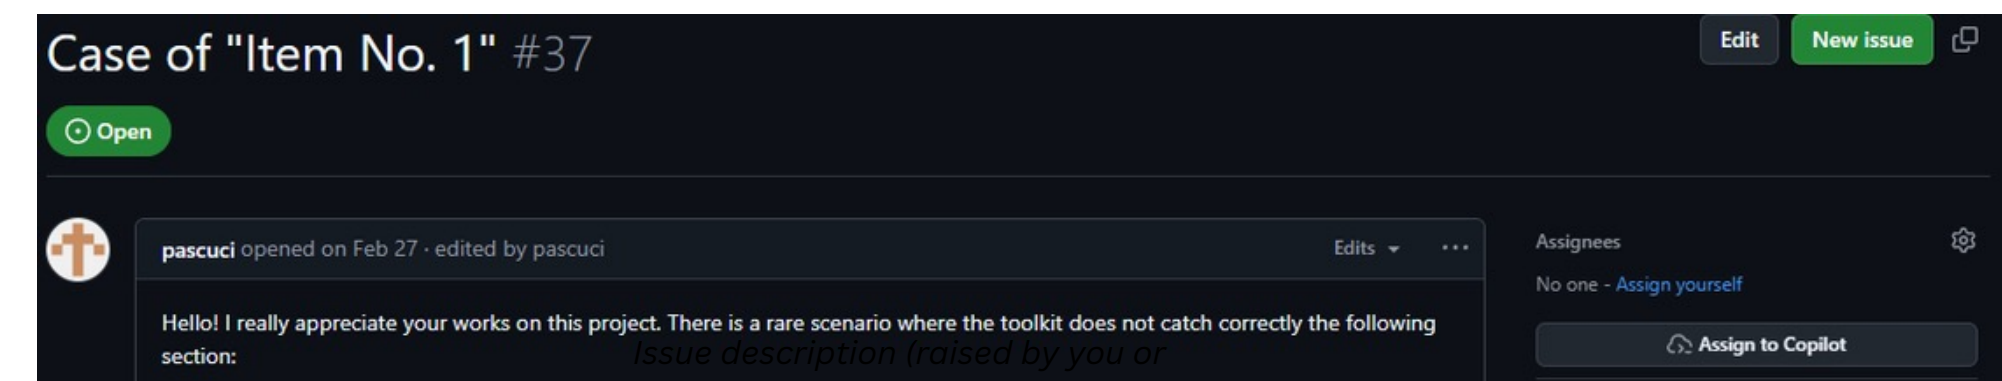 Case of "Item No. 1" #37
Edit
New issue
Open
pascuci opened on Feb 27 · edited by pascuci
Edits
Assignees
No one - Assign yourself
Hello! I really appreciate your works on this project. There is a rare scenario where the toolkit does not catch correctly the following
section:
Issue description (raised by you or
Assign to Copilot